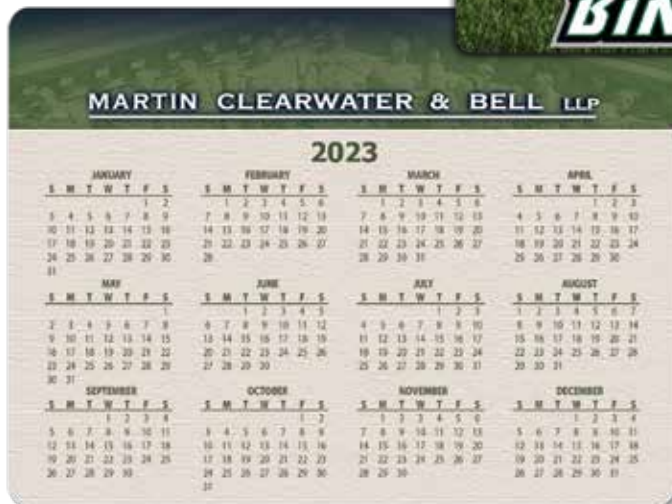 BIN
MARTIN CLEARWATER & BELL LLP
2023
JANUARY FEBRUARY MARCH APRIL
S M T W T F S S M T W T F S S M T W T F S S M T W T F S
1 2 1 2 3 4 5 6 1 2 3 4 5 6 1 2 3
3 4 5 6 7 8 9 7 8 9 10 11 12 13 7 8 9 10 11 12 13 4 5 6 7 8 9 10
10 11 12 13 14 15 16 14 15 16 17 18 19 20 14 15 16 17 18 19 20 11 12 13 14 15 16 17
17 18 19 20 21 22 23 21 22 23 24 25 26 27 21 22 23 24 25 26 27 18 19 20 21 22 23 24
24 25 26 27 28 29 30 28 28 29 30 31 25 26 27 28 29 30
31
MAY JUNE JULY AUGUST
S M T W T F S S M T W T F S S M T W T F S S M T W T F S
1 1 2 3 4 5 1 2 3 1 2 3 4 5 6 7
2 3 4 5 6 7 8 6 7 8 9 10 11 12 4 5 6 7 8 9 10 8 9 10 11 12 13 14
9 10 11 12 13 14 15 13 14 15 16 17 18 19 11 12 13 14 15 16 17 15 16 17 18 19 20 21
16 17 18 19 20 21 22 20 21 22 23 24 25 26 18 19 20 21 22 23 24 22 23 24 25 26 27 28
23 24 25 26 27 28 29 27 28 29 30 25 26 27 28 29 30 31 29 30 31
30 31
SEPTEMBER OCTOBER NOVEMBER DECEMBER
S M T W T F S S M T W T F S S M T W T F S S M T W T F S
1 2 3 4 1 2 1 2 3 4 5 6 1 2 3 4
5 6 7 8 9 10 11 3 4 5 6 7 8 9 7 8 9 10 11 12 13 5 6 7 8 9 10 11
12 13 14 15 16 17 18 10 11 12 13 14 15 16 14 15 16 17 18 19 20 12 13 14 15 16 17 18
19 20 21 22 23 24 25 17 18 19 20 21 22 23 21 22 23 24 25 26 27 19 20 21 22 23 24 25
26 27 28 29 30 24 25 26 27 28 29 30 28 29 30 26 27 28 29 30 31
31